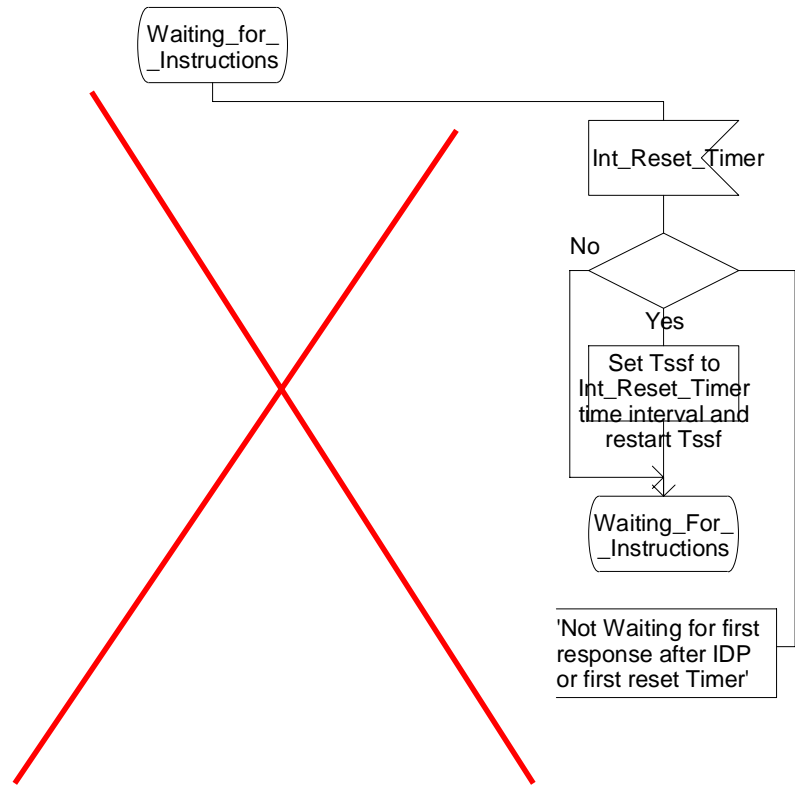 Waiting_for_
_Instructions
Int_Reset_Timer
No
Yes
Set Tssf to
Int_Reset_Timer
time interval and
restart Tssf
Waiting_For_
_Instructions
'Not Waiting for first
response after IDP
or first reset Timer'